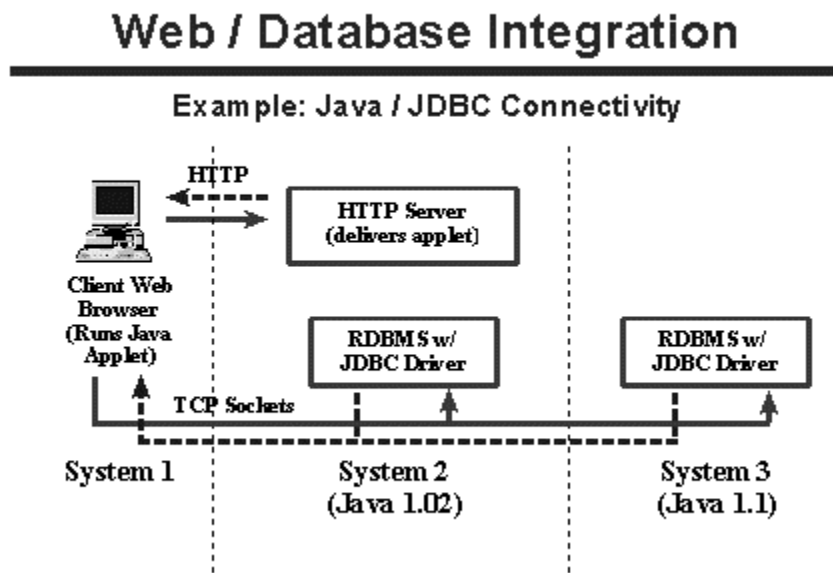 Web / Database Integration
Example: Java / JDBC Connectivity
HTTP
HTTP Server
(delivers applet)
Client Web
Browser
(Runs Java
Applet)
RDBMS w/
JDBC Driver
RDBMS w/
JDBC Driver
TCP Sockets
System 1
System 2
(Java 1.02)
System 3
(Java 1.1)